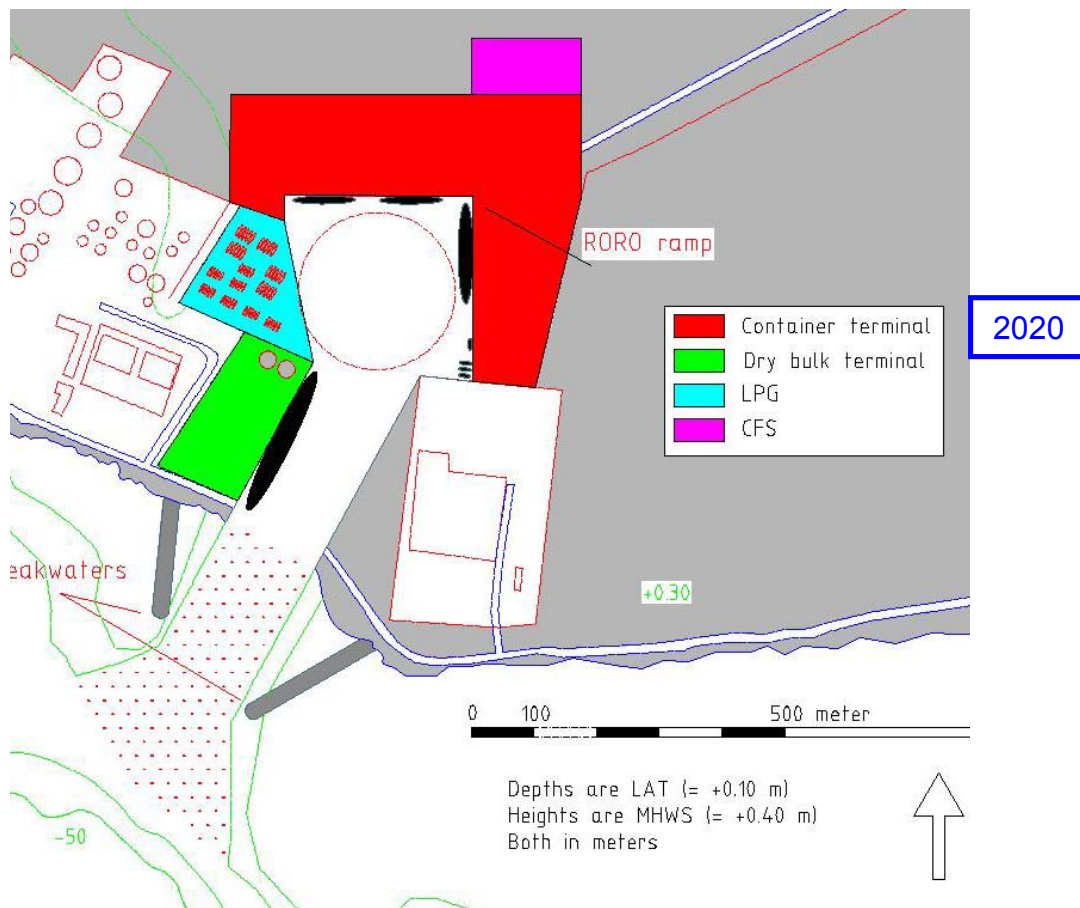 RORO ramp
Container terminal
2020
Dry bulk terminal
LPG
CFS
eakwaters
+0.30
0 100 500 meter
Depths are LAT (= +0.10 m)
Heights are MHWS (= +0.40 m)
Both in meters
-50